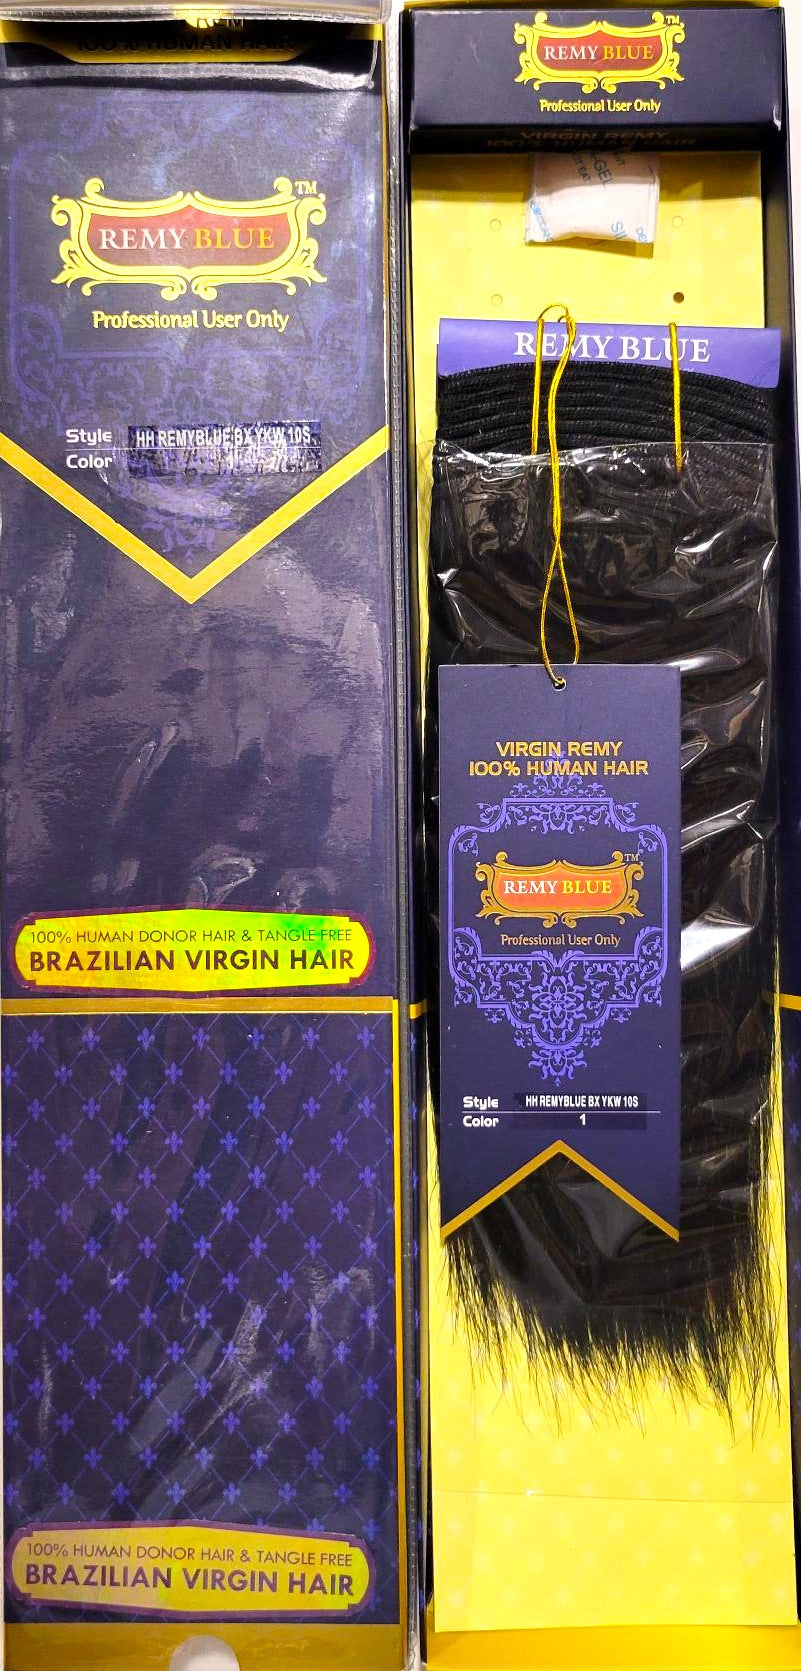 100% HUMAN HAIR
REMY BLUE
TM
Professional User Only
Style HH REMYBLUE BX YKW 10S
Color
100% HUMAN DONOR HAIR & TANGLE FREE
BRAZILIAN VIRGIN HAIR
100% HUMAN DONOR HAIR & TANGLE FREE
BRAZILIAN VIRGIN HAIR
TM
REMY BLUE
Professional User Only
VIRGIN REMY
100% HUMAN HAIR
REMY BLUE
VIRGIN REMY
100% HUMAN HAIR
TM
REMY BLUE
Professional User Only
Style HH REMYBLUE BX YKW 10S
Color 1